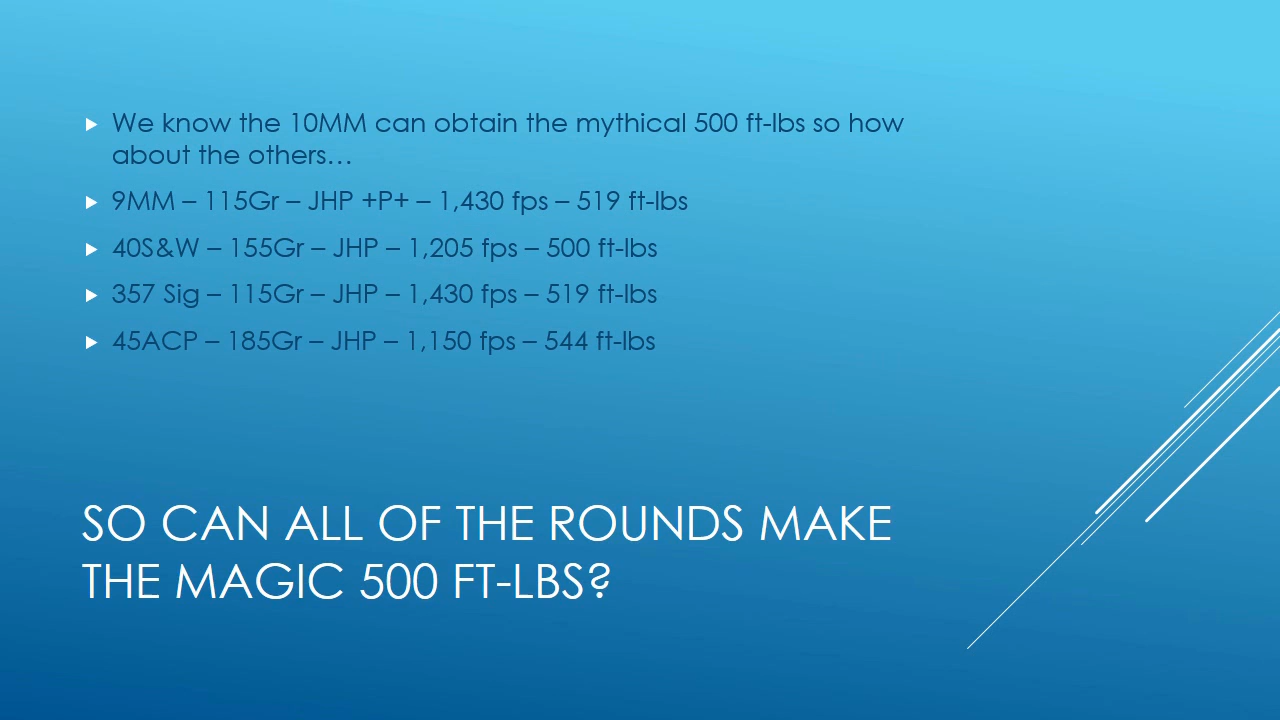 We know the 10MM can obtain the mythical 500 ft-lbs so how
about the others…
9MM – 115Gr – JHP +P+ – 1,430 fps – 519 ft-lbs
40S&W – 155Gr – JHP – 1,205 fps – 500 ft-lbs
357 Sig – 115Gr – JHP – 1,430 fps – 519 ft-lbs
45ACP – 185Gr – JHP – 1,150 fps – 544 ft-lbs
SO CAN ALL OF THE ROUNDS MAKE
THE MAGIC 500 FT-LBS?